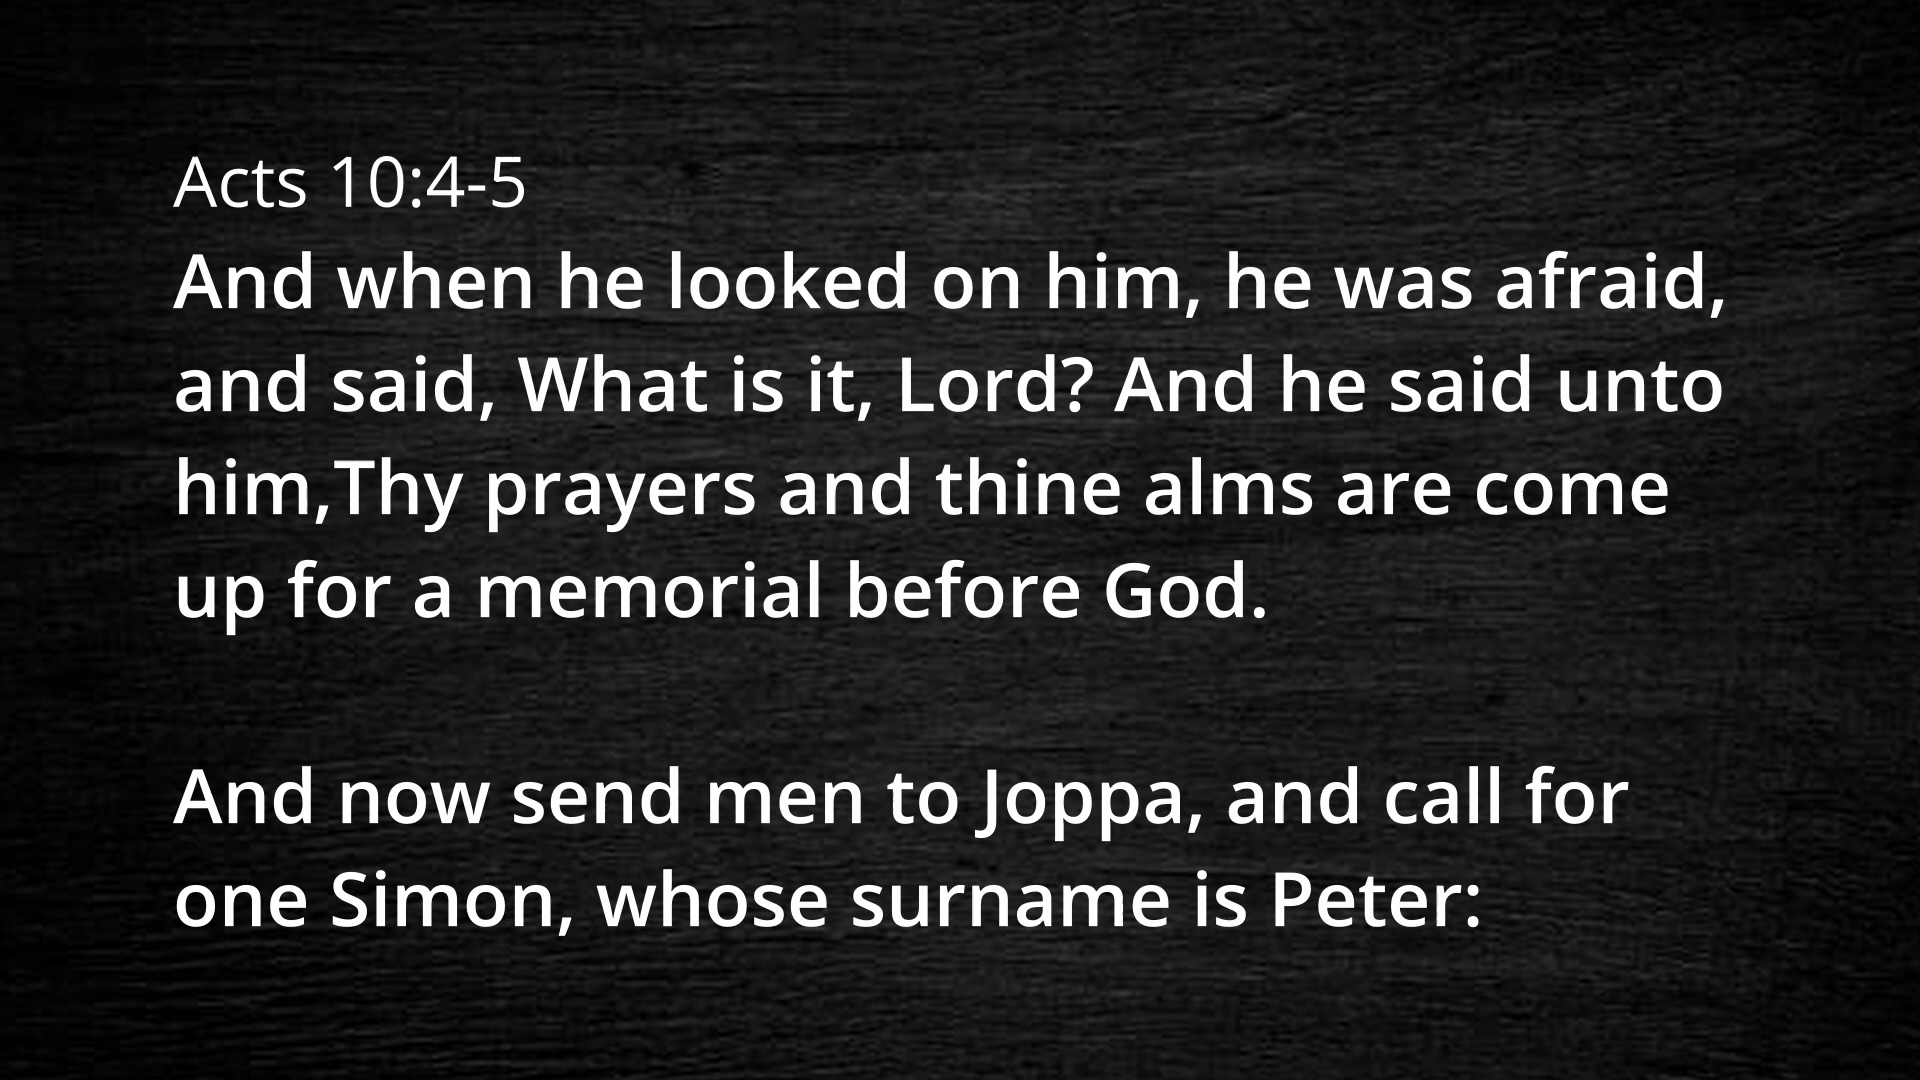 Acts 10:4-5
And when he looked on him, he was afraid,
and said, What is it, Lord? And he said unto
him,Thy prayers and thine alms are come
up for a memorial before God.
And now send men to Joppa, and call for
one Simon, whose surname is Peter: